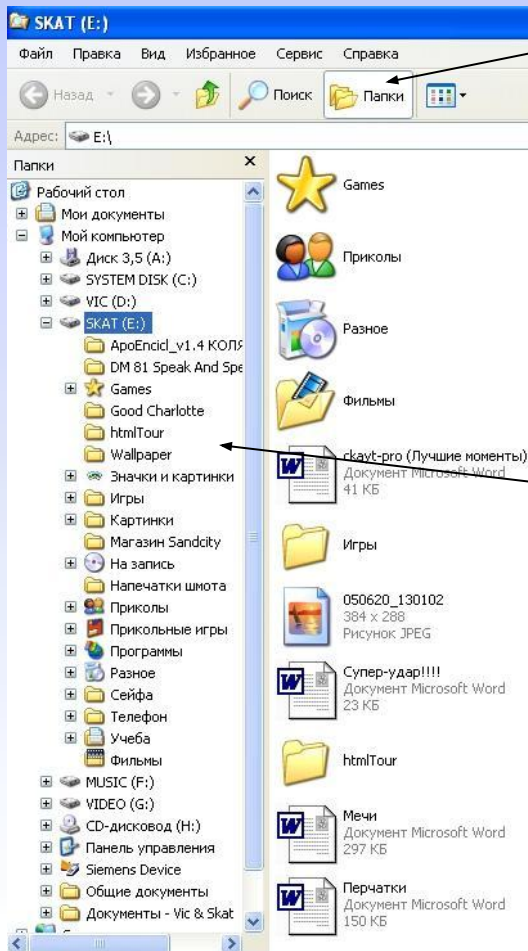 SKAT (E:)
Файл Правка Вид Избранное Сервис Справка
Назад Поиск Папки
Адрес: E:\
Папки
Рабочий стол
Мои документы
Мой компьютер
Диск 3,5 (A:)
SYSTEM DISK (C:)
VIC (D:)
SKAT (E:)
ApoEncicl_v1.4 КОЛЯ
DM 81 Speak And Spe
Games
Good Charlotte
htmlTour
Wallpaper
Значки и картинки
Игры
Картинки
Магазин Sandcity
На запись
Напечатки шмота
Приколы
Прикольные игры
Программы
Разное
Сейфа
Телефон
Учеба
Фильмы
MUSIC (F:)
VIDEO (G:)
CD-дисковод (H:)
Панель управления
Siemens Device
Общие документы
Документы - Vic & Skat
Games
Приколы
Разное
Фильмы
ckayt-pro (Лучшие моменты)
Документ Microsoft Word
41 КБ
Игры
050620_130102
384 x 288
Рисунок JPEG
Супер-удар!!!!
Документ Microsoft Word
23 КБ
htmlTour
Мечи
Документ Microsoft Word
297 КБ
Перчатки
Документ Microsoft Word
150 КБ